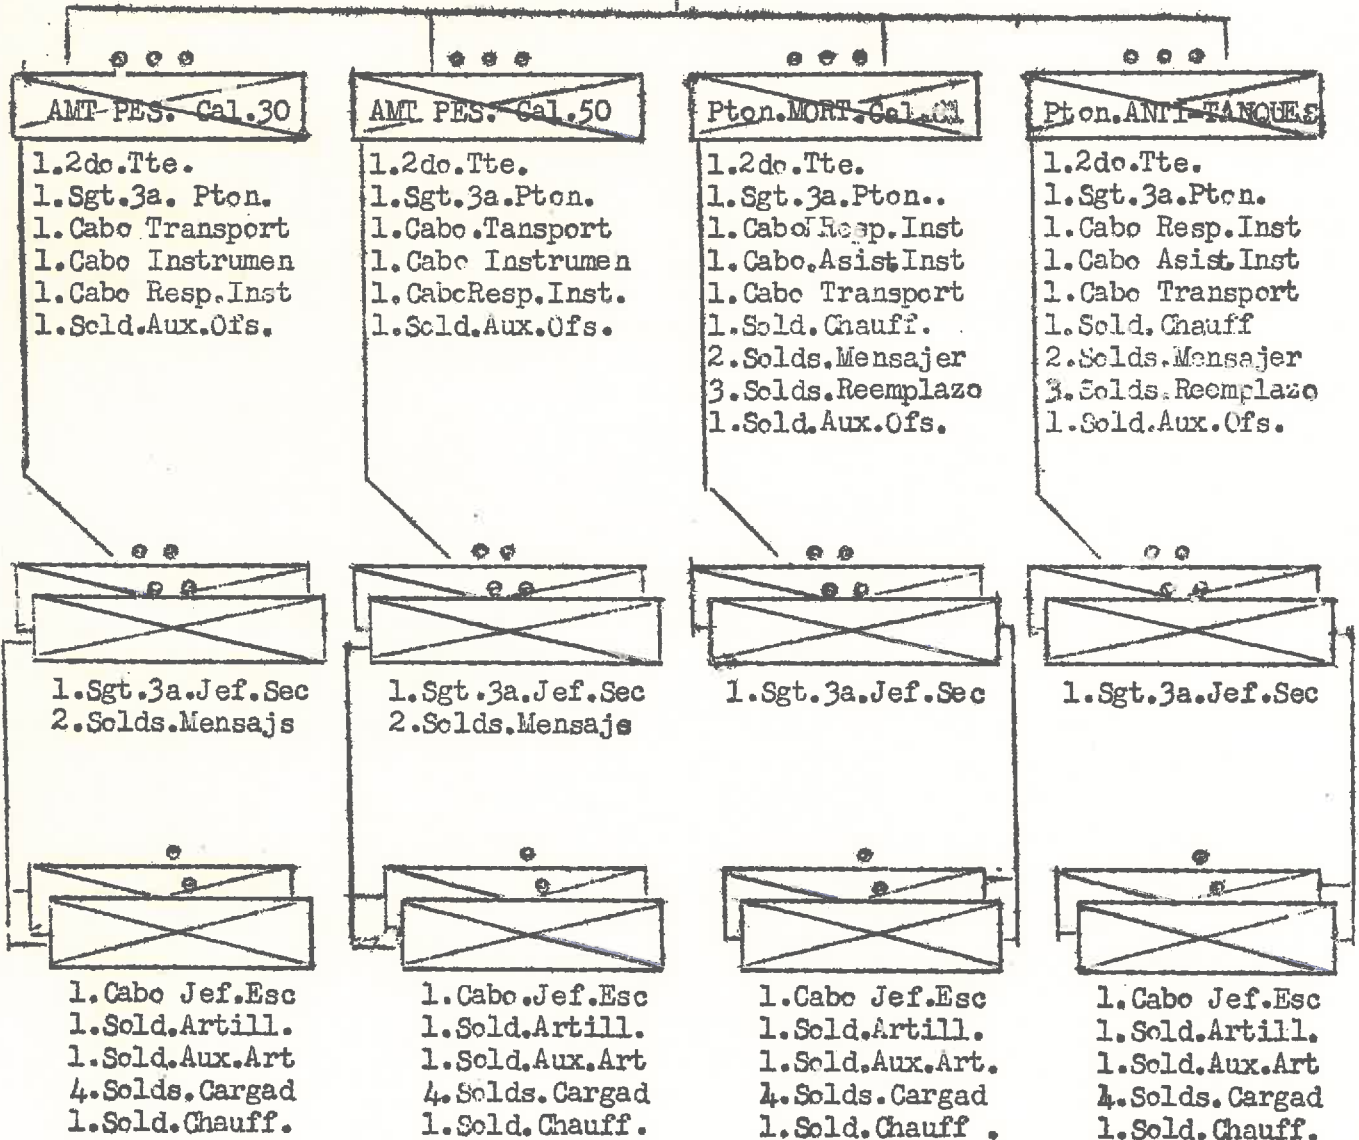 AMT PES. Cal.30
1.2do.Tte.
1.Sgt.3a. Pton.
1.Cabo Transport
1.Cabo Instrumen
1.Cabo Resp.Inst
1.Sold.Aux.Ofs.
AMT PES. Cal.50
1.2do.Tte.
1.Sgt.3a.Pton.
1.Cabo.Tansport
1.Cabo Instrumen
1.CaboResp.Inst.
1.Sold.Aux.Ofs.
Pton.MORT.Cal.81
1.2do.Tte.
1.Sgt.3a.Pton..
1.Cabo Resp.Inst
1.Cabo.Asist Inst
1.Cabo Transport
1.Sold.Chauff.
2.Solds.Mensajer
3.Solds.Reemplazo
1.Sold.Aux.Ofs.
Pton.ANTI-TANQUES
1.2do.Tte.
1.Sgt.3a.Pton.
1.Cabo Resp.Inst
1.Cabo Asist.Inst
1.Cabo Transport
1.Sold.Chauff
2.Solds.Mensajer
3.Solds.Reemplazo
1.Sold.Aux.Ofs.
1.Sgt.3a.Jef.Sec
2.Solds.Mensajs
1.Sgt.3a.Jef.Sec
2.Solds.Mensajs
1.Sgt.3a.Jef.Sec
1.Sgt.3a.Jef.Sec
1.Cabo Jef.Esc
1.Sold.Artill.
1.Sold.Aux.Art
4.Solds.Cargad
1.Sold.Chauff.
1.Cabo.Jef.Esc
1.Sold.Artill.
1.Sold.Aux.Art
4.Solds.Cargad
1.Sold.Chauff.
1.Cabo Jef.Esc
1.Sold.Artill.
1.Sold.Aux.Art.
4.Solds.Cargad
1.Sold.Chauff .
1.Cabo Jef.Esc
1.Sold.Artill.
1.Sold.Aux.Art
4.Solds.Cargad
1.Sold.Chauff.